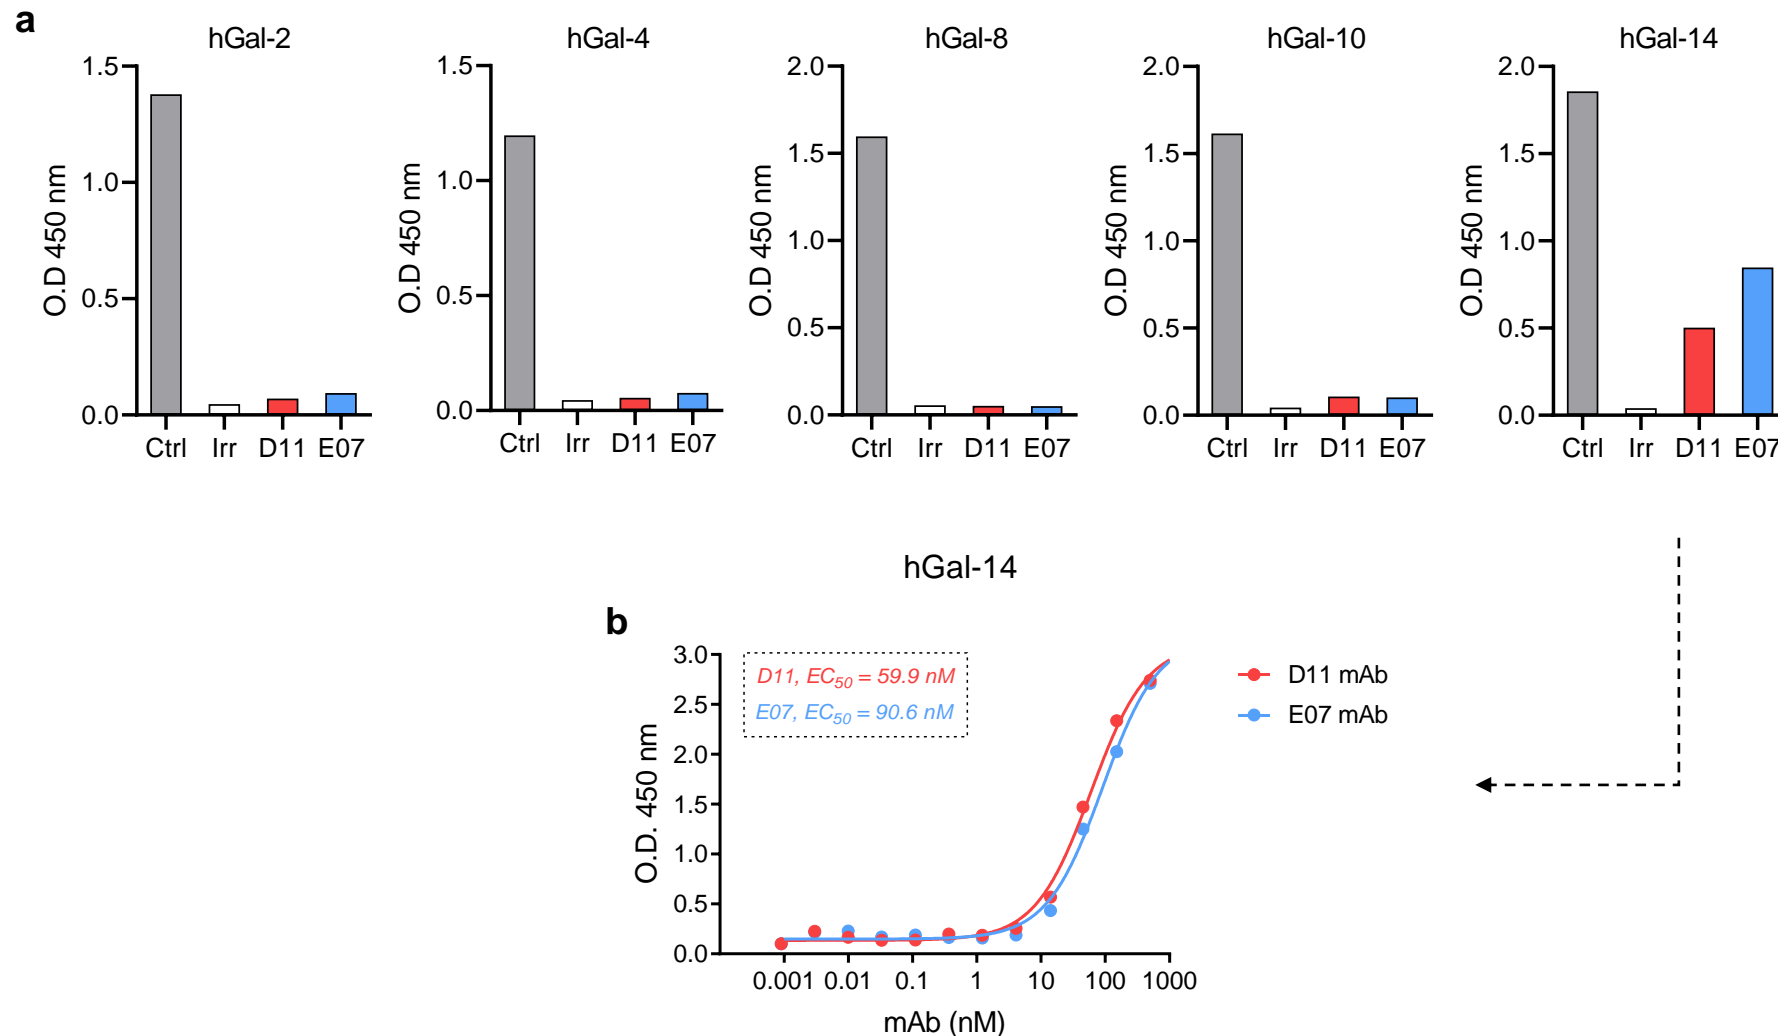 a
hGal-2
hGal-4
hGal-8
hGal-10
hGal-14
O.D 450 nm
1.5
1.0
0.5
0.0
Ctrl Irr D11 E07
O.D 450 nm
1.5
1.0
0.5
0.0
Ctrl Irr D11 E07
O.D 450 nm
2.0
1.5
1.0
0.5
0.0
Ctrl Irr D11 E07
O.D 450 nm
2.0
1.5
1.0
0.5
0.0
Ctrl Irr D11 E07
O.D 450 nm
2.0
1.5
1.0
0.5
0.0
Ctrl Irr D11 E07
hGal-14
b
O.D. 450 nm
3.0
2.5
2.0
1.5
1.0
0.5
0.0
D11, EC50 = 59.9 nM
E07, EC50 = 90.6 nM
D11 mAb
E07 mAb
0.001 0.01 0.1 1 10 100 1000
mAb (nM)